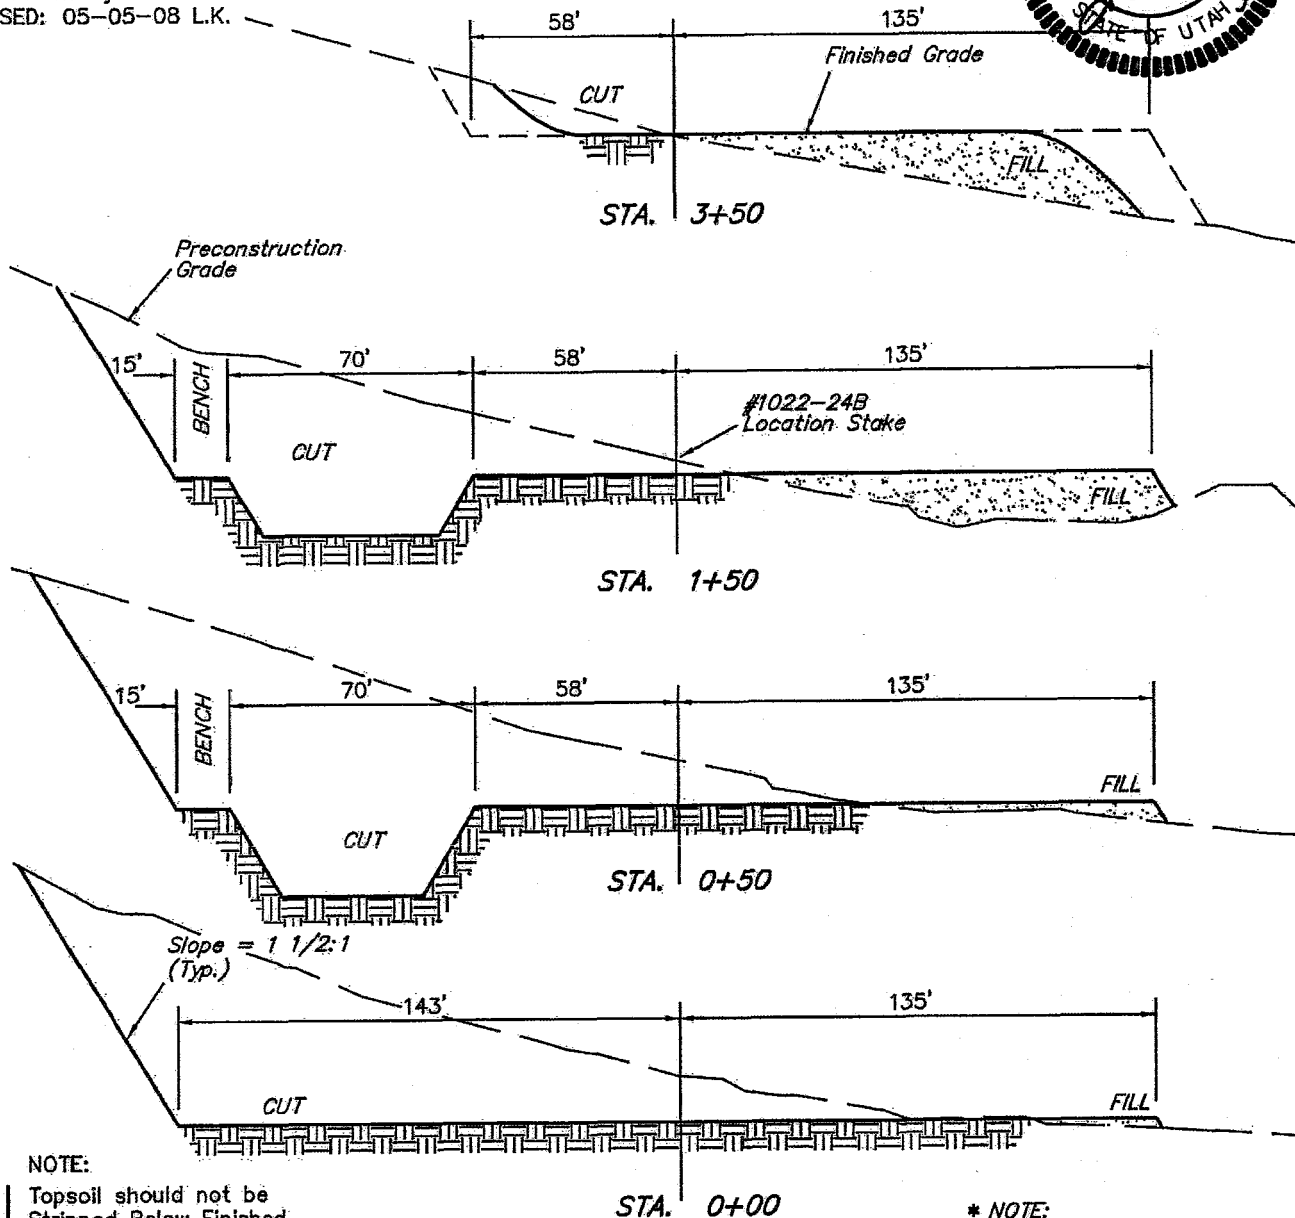 SED: 05-05-08 L.K.
58'
135'
STATE OF UTAH
Finished Grade
CUT
FILL
STA. 3+50
Preconstruction
Grade
15'
BENCH
70'
58'
135'
#1022-24B
Location Stake
CUT
FILL
STA. 1+50
15'
BENCH
70'
58'
135'
FILL
CUT
STA. 0+50
Slope = 1 1/2:1
(Typ.)
143'
135'
CUT
FILL
NOTE:
Topsoil should not be
Stripped Below Finished
STA. 0+00
* NOTE: